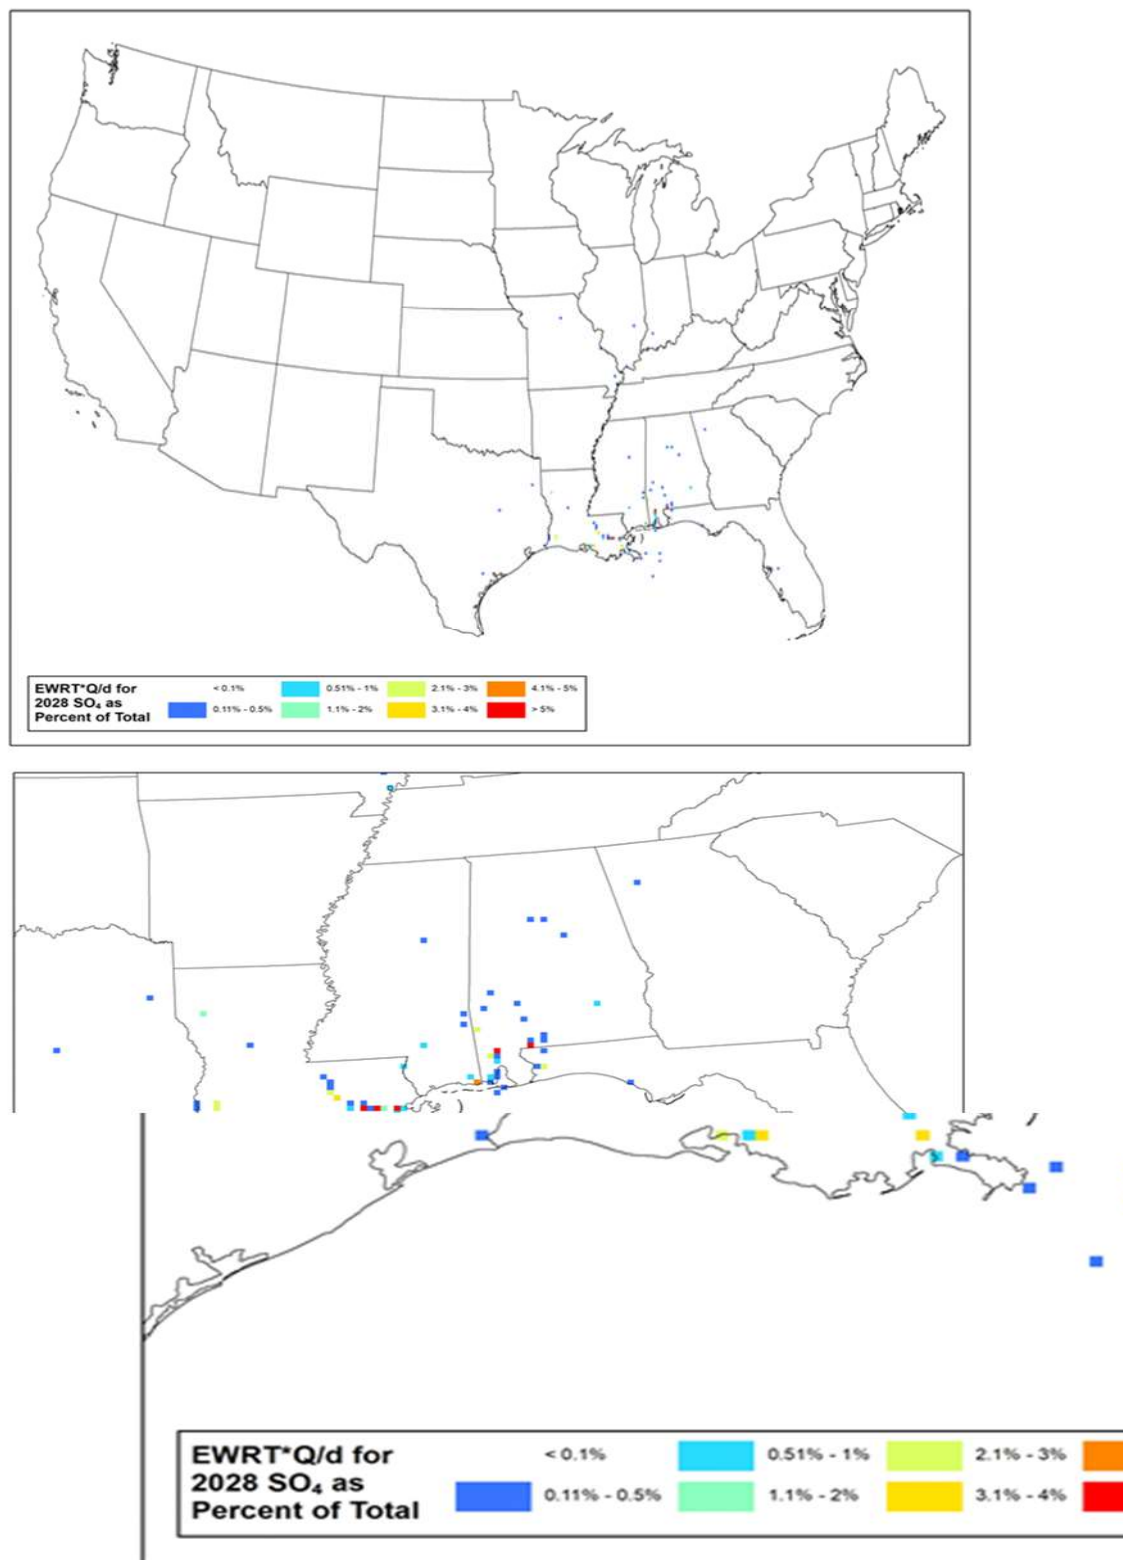 EWRT*Q/d for
2028 SO₄ as
Percent of Total
< 0.1% 0.51% - 1% 2.1% - 3% 4.1% - 5%
0.11% - 0.5% 1.1% - 2% 3.1% - 4% > 5%
EWRT*Q/d for
2028 SO₄ as
Percent of Total
< 0.1% 0.51% - 1% 2.1% - 3%
0.11% - 0.5% 1.1% - 2% 3.1% - 4%